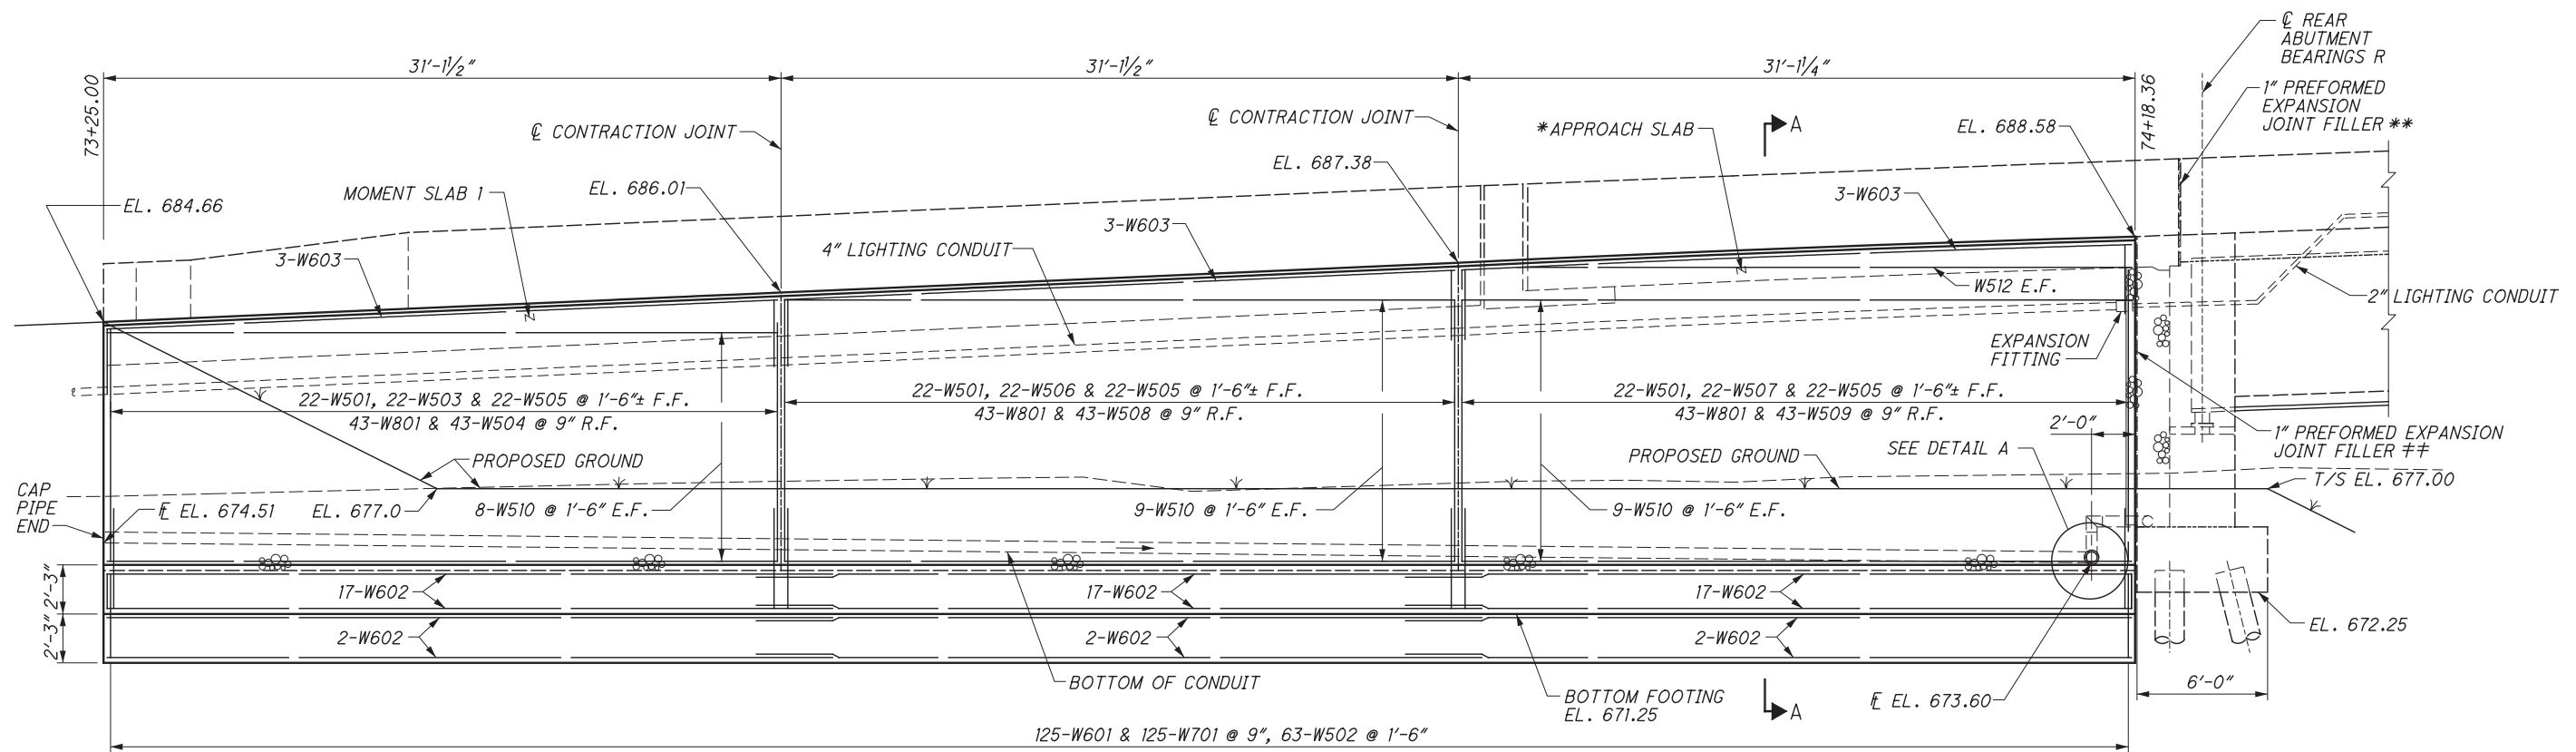 ℄ REAR
ABUTMENT
BEARINGS R
31'-1½" 31'-1½" 31'-1¼"
73+25.00
74+18.36
1" PREFORMED
EXPANSION
JOINT FILLER **
℄ CONTRACTION JOINT
℄ CONTRACTION JOINT
*APPROACH SLAB
A
EL. 688.58
EL. 687.38
MOMENT SLAB 1
EL. 686.01
EL. 684.66
3-W603
3-W603
3-W603
4" LIGHTING CONDUIT
W512 E.F.
2" LIGHTING CONDUIT
EXPANSION
FITTING
22-W501, 22-W503 & 22-W505 @ 1'-6"± F.F.
43-W801 & 43-W504 @ 9" R.F.
22-W501, 22-W506 & 22-W505 @ 1'-6"± F.F.
43-W801 & 43-W508 @ 9" R.F.
22-W501, 22-W507 & 22-W505 @ 1'-6"± F.F.
43-W801 & 43-W509 @ 9" R.F.
2'-0"
1" PREFORMED EXPANSION
JOINT FILLER ‡‡
SEE DETAIL A
PROPOSED GROUND
PROPOSED GROUND
T/S EL. 677.00
CAP
PIPE
END
EL. 674.51
EL. 677.0
8-W510 @ 1'-6" E.F.
9-W510 @ 1'-6" E.F.
9-W510 @ 1'-6" E.F.
2'-3"
2'-3"
17-W602
17-W602
17-W602
2-W602
2-W602
2-W602
EL. 672.25
BOTTOM OF CONDUIT
BOTTOM FOOTING
EL. 671.25
A
EL. 673.60
6'-0"
125-W601 & 125-W701 @ 9", 63-W502 @ 1'-6"